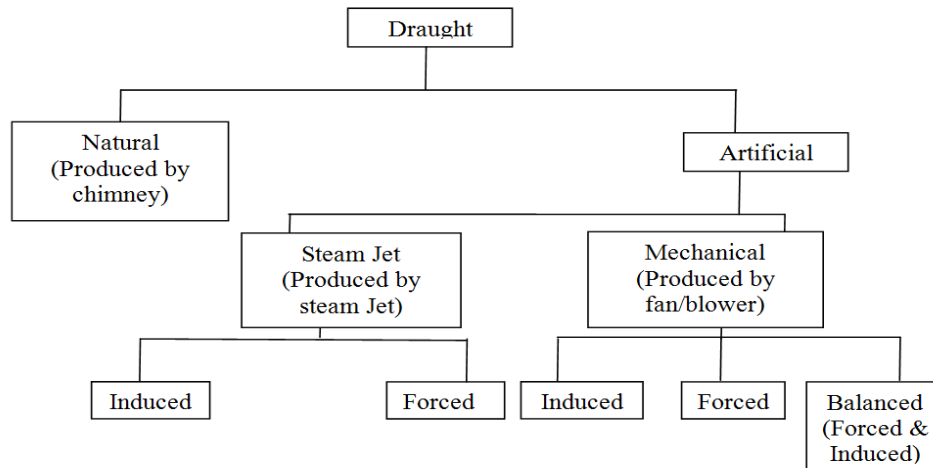 Draught
Natural
(Produced by
chimney)
Artificial
Steam Jet
(Produced by
steam Jet)
Mechanical
(Produced by
fan/blower)
Induced
Forced
Induced
Forced
Balanced
(Forced &
Induced)